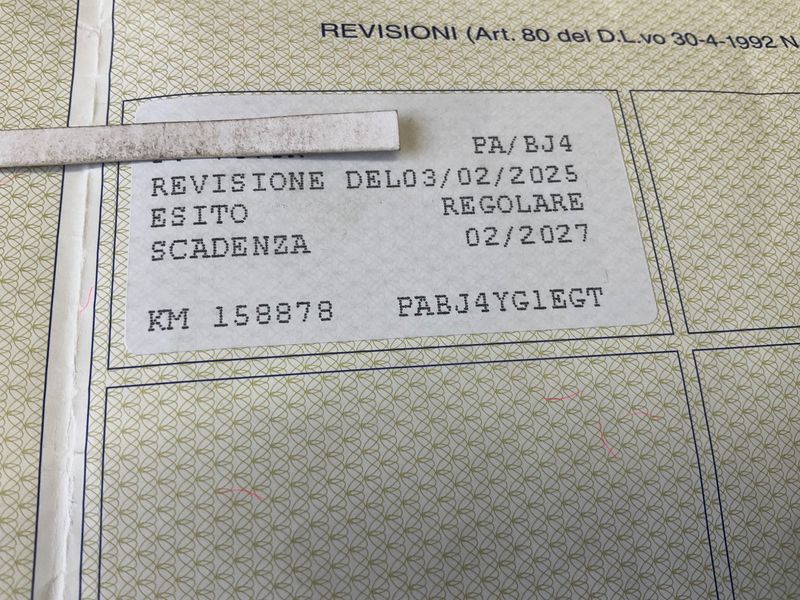 REVISIONI (Art. 80 del D.L.vo 30-4-1992 N
PA/BJ4
REVISIONE DEL03/02/2025
ESITO REGOLARE
SCADENZA 02/2027
KM 158878 PABJ4YG1EGT